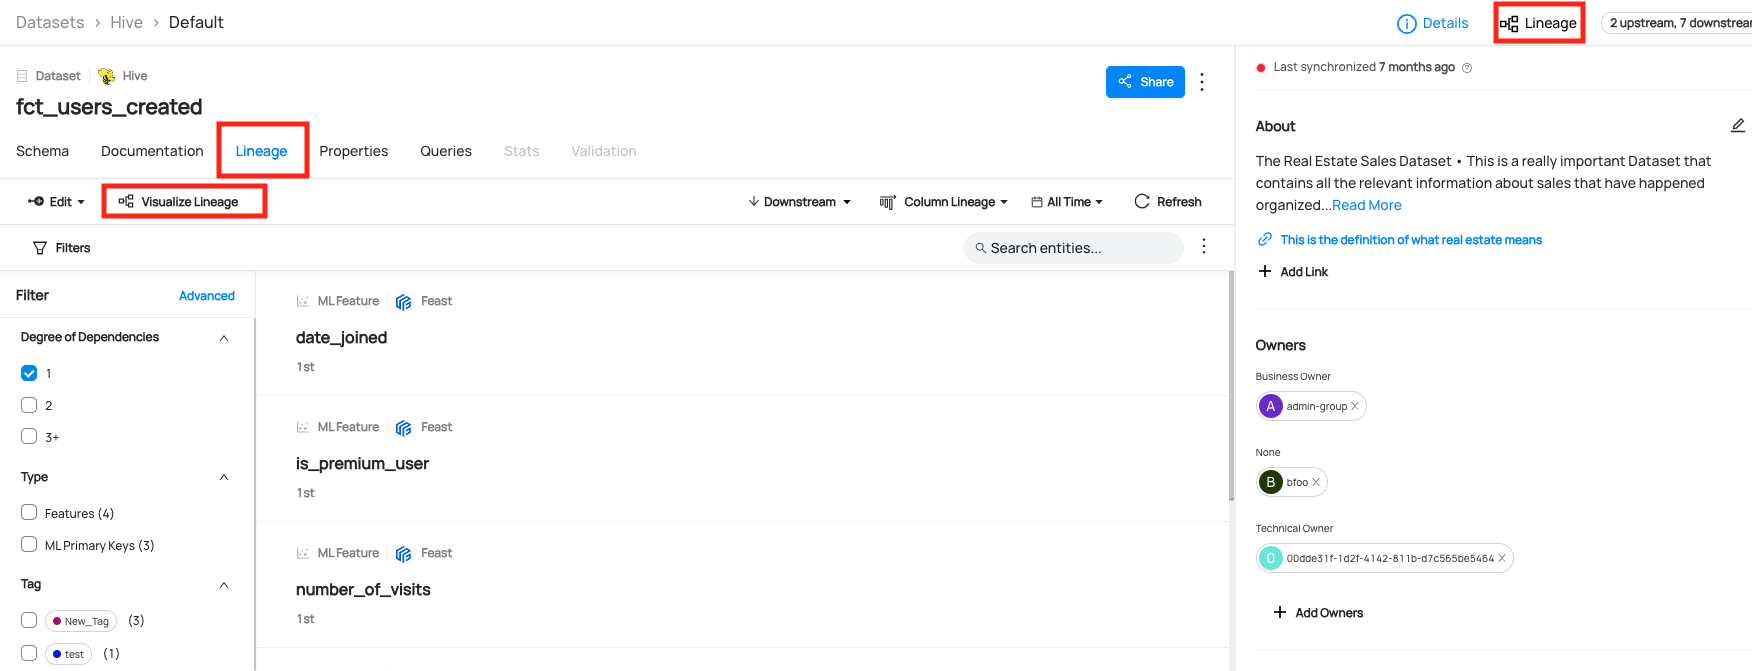 Datasets > Hive > Default
Details
Lineage
2 upstream, 7 downstream
Dataset
Hive
fct_users_created
Share
Schema
Documentation
Lineage
Properties
Queries
Stats
Validation
Edit
Visualize Lineage
Downstream
Column Lineage
All Time
Refresh
Filters
Search entities...
Filter
Advanced
Degree of Dependencies
1
2
3+
Type
Features (4)
ML Primary Keys (3)
Tag
New_Tag (3)
test (1)
ML Feature
Feast
date_joined
1st
ML Feature
Feast
is_premium_user
1st
ML Feature
Feast
number_of_visits
1st
Last synchronized 7 months ago
About
The Real Estate Sales Dataset • This is a really important Dataset that
contains all the relevant information about sales that have happened
organized...Read More
This is the definition of what real estate means
Add Link
Owners
Business Owner
A admin-group
None
B bfoo
Technical Owner
0 00dde31f-1d2f-4142-811b-d7c565be5464
Add Owners